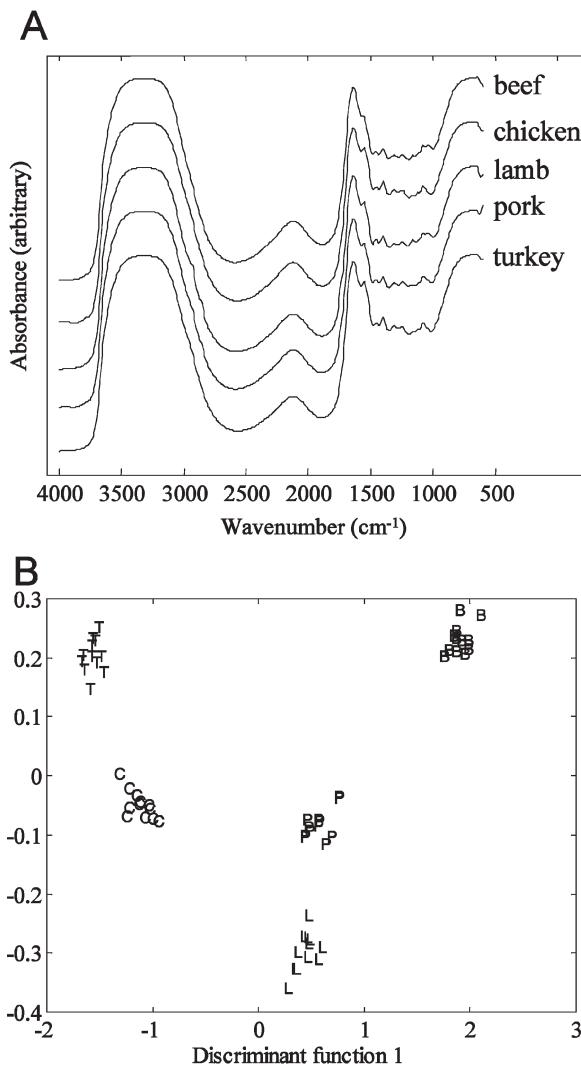 A
beef
chicken
lamb
pork
turkey
Absorbance (arbitrary)
4000 3500 3000 2500 2000 1500 1000 500
Wavenumber (cm-1)
B
0.3
0.2
0.1
0
-0.1
-0.2
-0.3
-0.4
-2 -1 0 1 2 3
Discriminant function 1